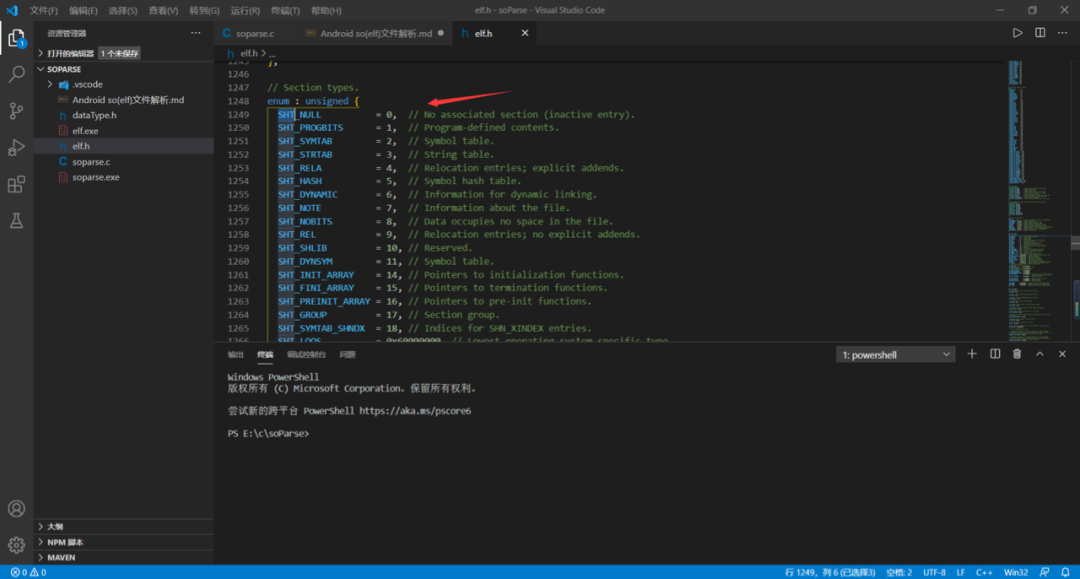 文件(F) 编辑(E) 选择(S) 查看(V) 转到(G) 运行(R) 终端(T) 帮助(H) elf.h - soParse - Visual Studio Code
资源管理器
soparse.c Android so(elf)文件解析.md elf.h
打开的编辑器 1 个未保存
elf.h > ...
SOPARSE
.vscode
Android so(elf)文件解析.md
dataType.h
elf.exe
elf.h
soparse.c
soparse.exe
1245 };
1246
1247 // Section types.
1248 enum : unsigned {
1249 SHT_NULL = 0, // No associated section (inactive entry).
1250 SHT_PROGBITS = 1, // Program-defined contents.
1251 SHT_SYMTAB = 2, // Symbol table.
1252 SHT_STRTAB = 3, // String table.
1253 SHT_RELA = 4, // Relocation entries; explicit addends.
1254 SHT_HASH = 5, // Symbol hash table.
1255 SHT_DYNAMIC = 6, // Information for dynamic linking.
1256 SHT_NOTE = 7, // Information about the file.
1257 SHT_NOBITS = 8, // Data occupies no space in the file.
1258 SHT_REL = 9, // Relocation entries; no explicit addends.
1259 SHT_SHLIB = 10, // Reserved.
1260 SHT_DYNSYM = 11, // Symbol table.
1261 SHT_INIT_ARRAY = 14, // Pointers to initialization functions.
1262 SHT_FINI_ARRAY = 15, // Pointers to termination functions.
1263 SHT_PREINIT_ARRAY = 16, // Pointers to pre-init functions.
1264 SHT_GROUP = 17, // Section group.
1265 SHT_SYMTAB_SHNDX = 18, // Indices for SHN_XINDEX entries.
1266 SHT_LOOS = 0x60000000, // Lowest operating system-specific type.
输出 终端 调试控制台 问题 1: powershell
Windows PowerShell
版权所有 (C) Microsoft Corporation。保留所有权利。
尝试新的跨平台 PowerShell https://aka.ms/pscore6
PS E:\c\soParse>
大纲
NPM 脚本
MAVEN
0 0 行 1249，列 6 (已选择3) 空格: 2 UTF-8 LF C++ Win32